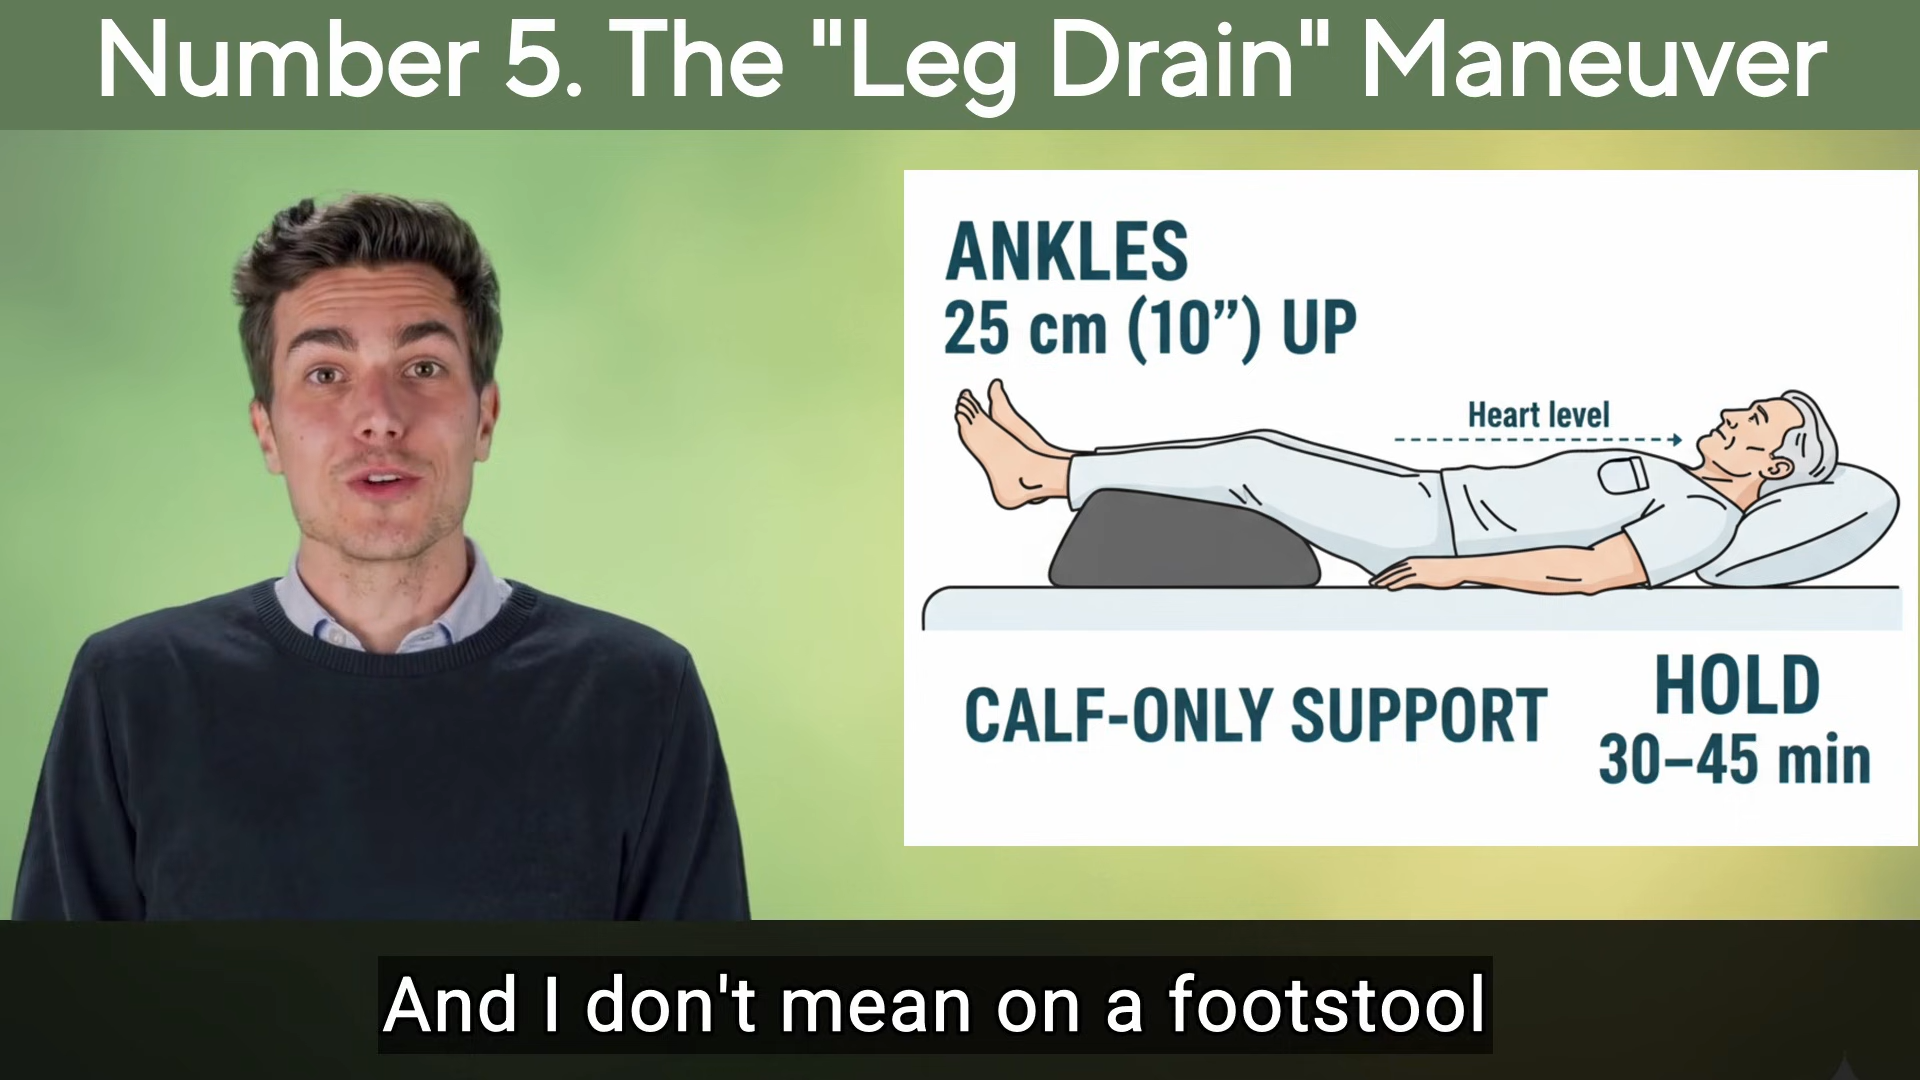 Number 5. The "Leg Drain" Maneuver
ANKLES
25 cm (10”) UP
Heart level
CALF-ONLY SUPPORT
HOLD
30–45 min
And I don't mean on a footstool